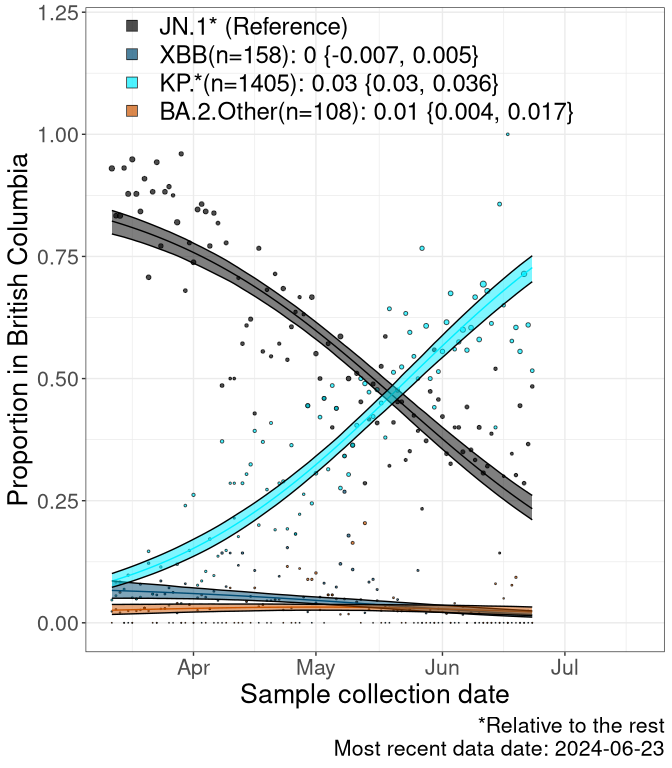 1.25
JN.1* (Reference)
XBB(n=158): 0 {-0.007, 0.005}
KP.*(n=1405): 0.03 {0.03, 0.036}
BA.2.Other(n=108): 0.01 {0.004, 0.017}
1.00
0.75
0.50
0.25
0.00
Proportion in British Columbia
Apr May Jun Jul
Sample collection date
*Relative to the rest
Most recent data date: 2024-06-23